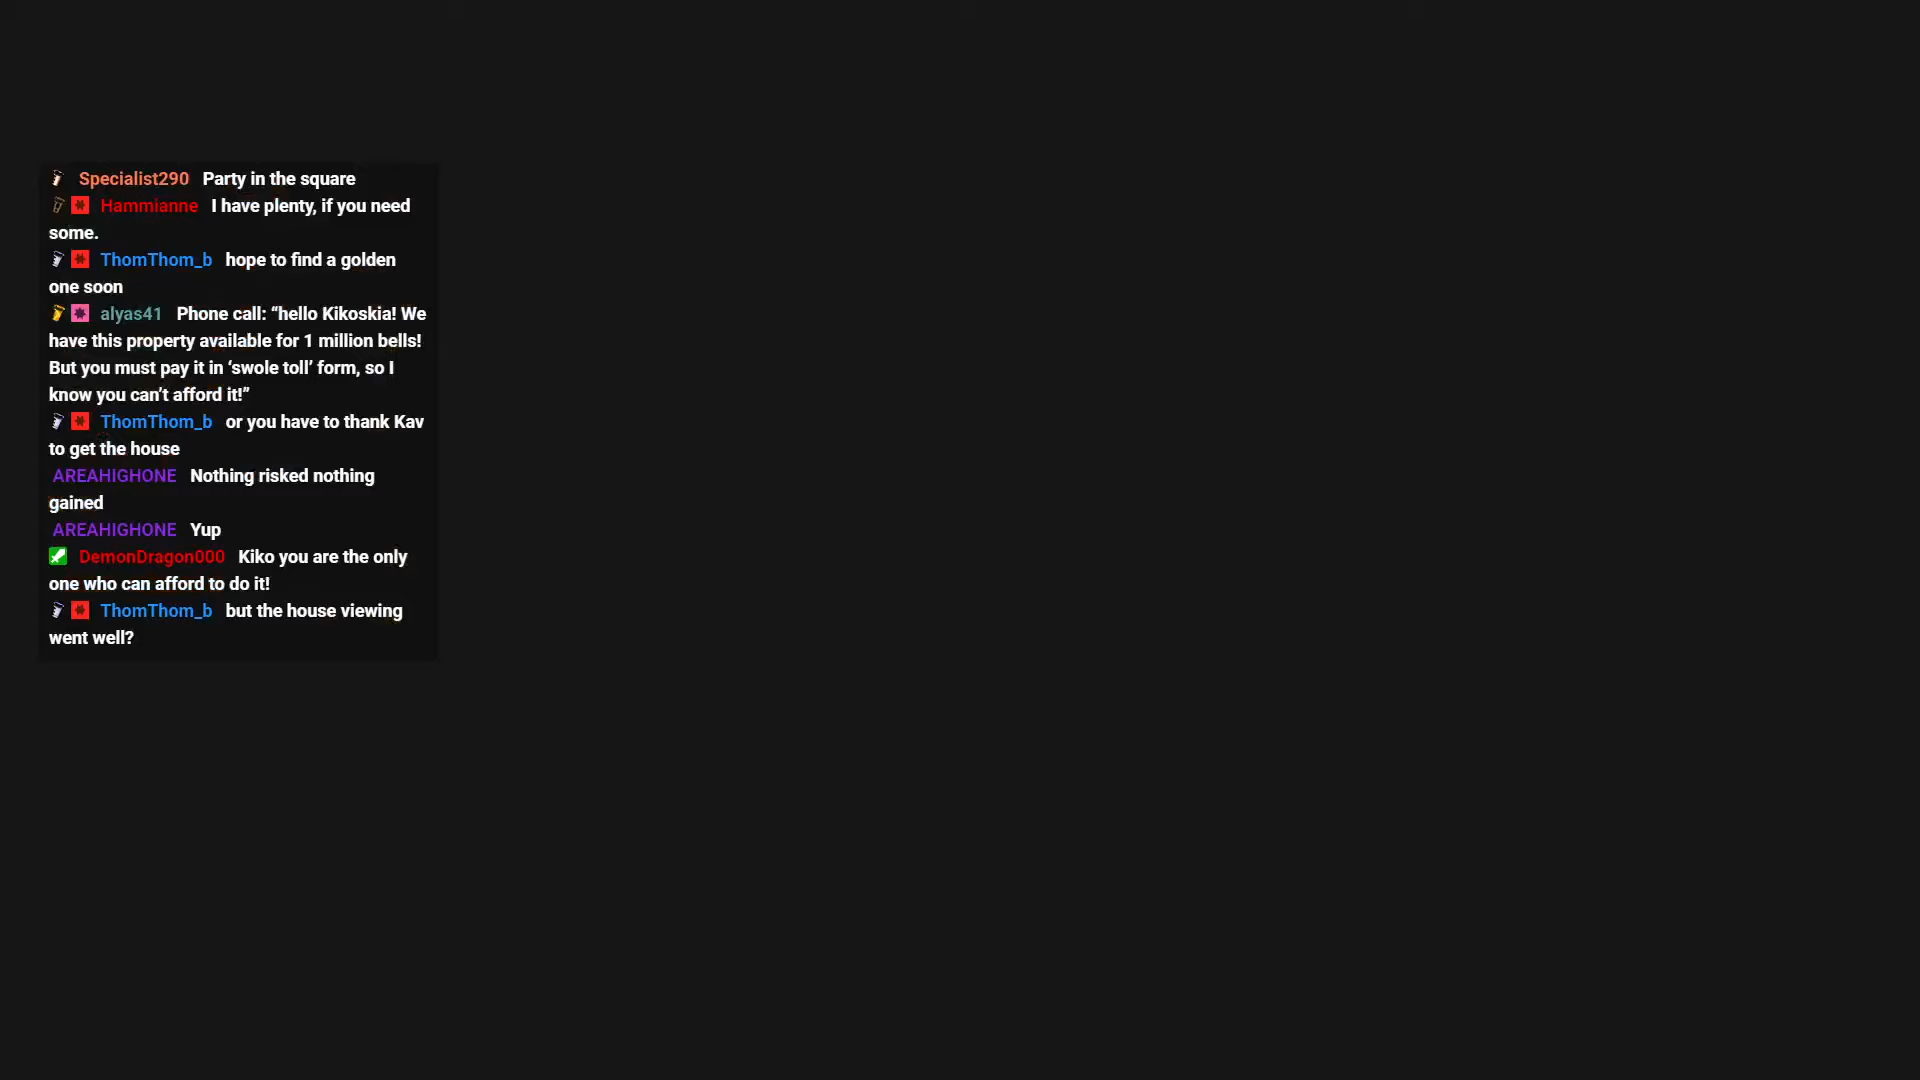 Specialist290 Party in the square
Hammianne I have plenty, if you need
some.
ThomThom_b hope to find a golden
one soon
alyas41 Phone call: “hello Kikoskia! We
have this property available for 1 million bells!
But you must pay it in ‘swole toll’ form, so I
know you can’t afford it!”
ThomThom_b or you have to thank Kav
to get the house
AREAHIGHONE Nothing risked nothing
gained
AREAHIGHONE Yup
DemonDragon000 Kiko you are the only
one who can afford to do it!
ThomThom_b but the house viewing
went well?